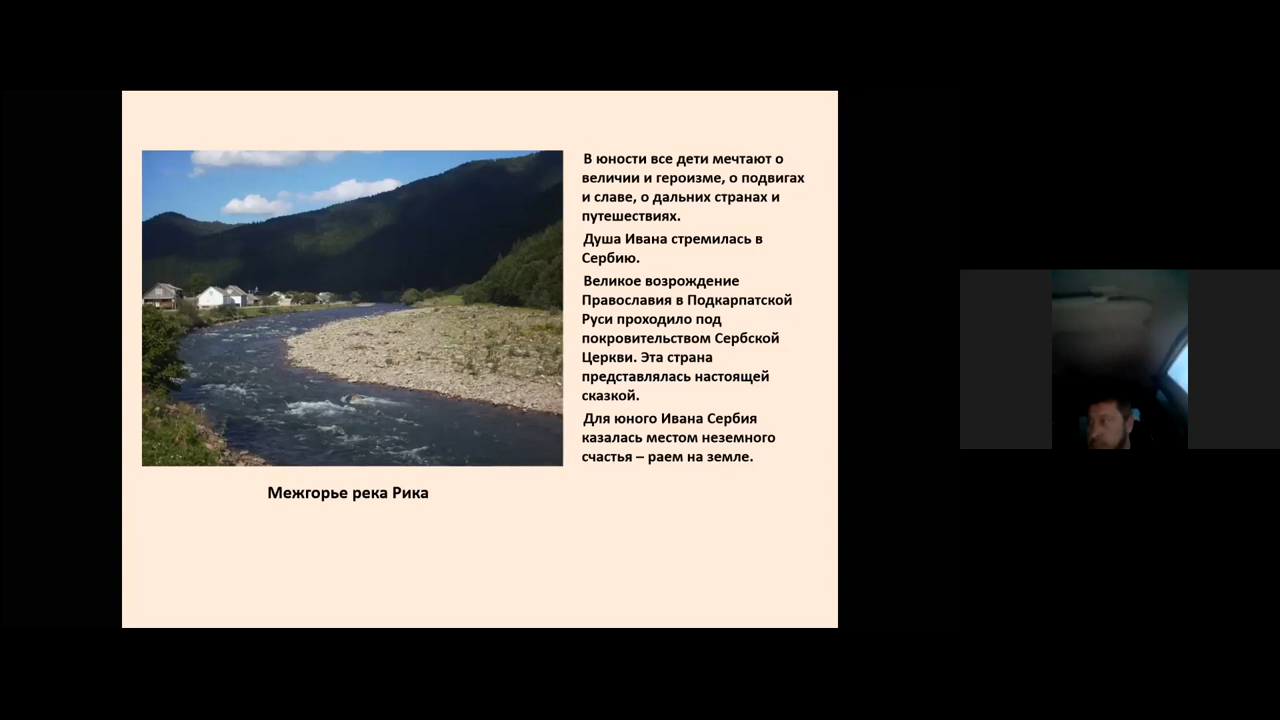 В юности все дети мечтают о
величии и героизме, о подвигах
и славе, о дальних странах и
путешествиях.
Душа Ивана стремилась в
Сербию.
Великое возрождение
Православия в Подкарпатской
Руси проходило под
покровительством Сербской
Церкви. Эта страна
представлялась настоящей
сказкой.
Для юного Ивана Сербия
казалась местом неземного
счастья – раем на земле.
Межгорье река Рика